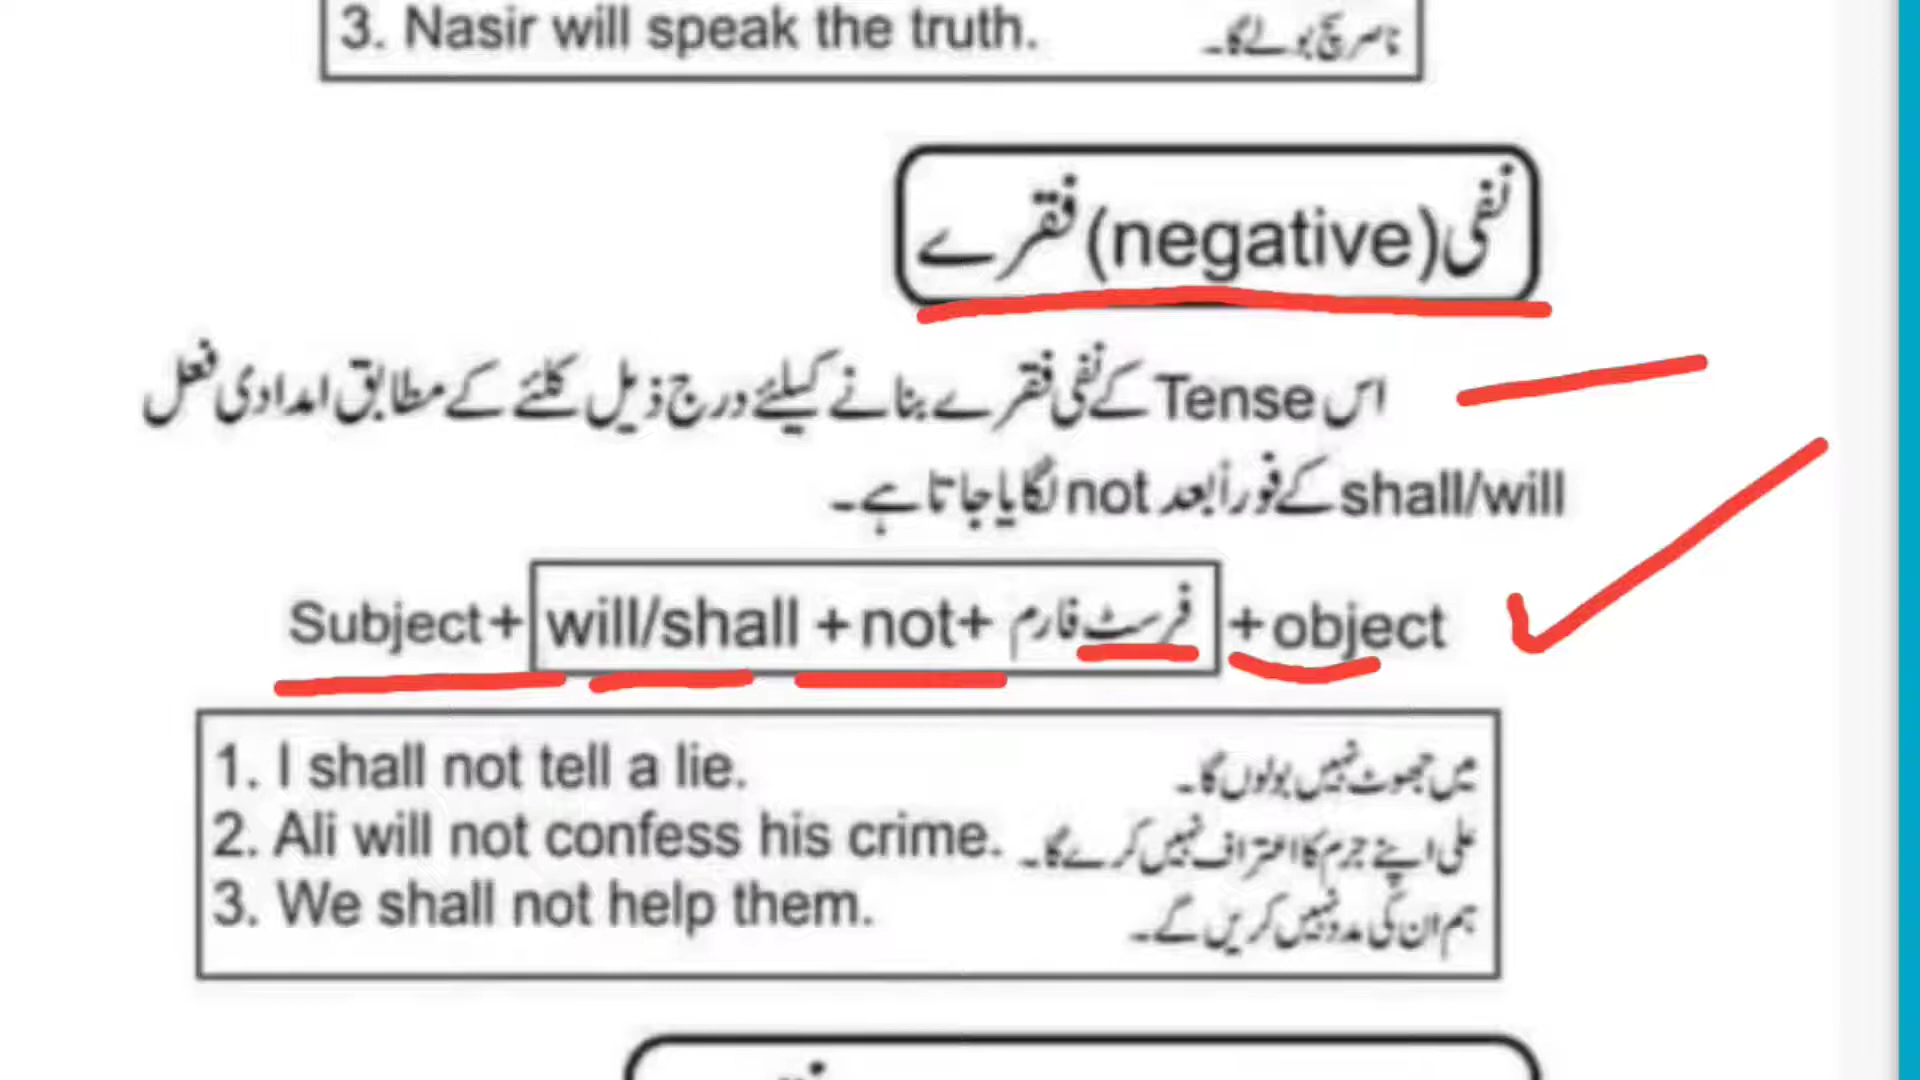 3. Nasir will speak the truth. ناصر سچ بولے گا۔
نفی(negative) فقرے
اس Tense کے نفی فقرے بنانے کیلئے درج ذیل کلئے کے مطابق امدادی فعل
shall/will کے فوراً بعد not لگایا جاتا ہے۔
Subject+ will/shall +not+ فرسٹ فارم +object
1. I shall not tell a lie. میں جھوٹ نہیں بولوں گا۔
2. Ali will not confess his crime. علی اپنے جرم کا اعتراف نہیں کرے گا۔
3. We shall not help them. ہم ان کی مدد نہیں کریں گے۔